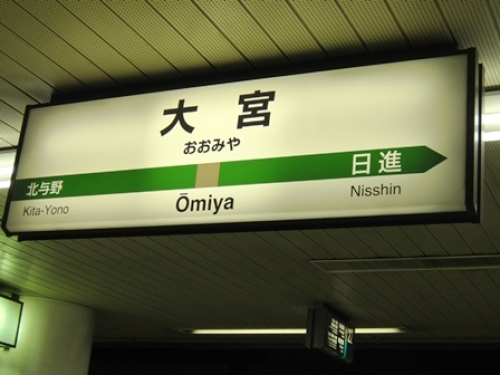 大宮
おおみや
北与野
日進
Kita-Yono
Ōmiya
Nisshin